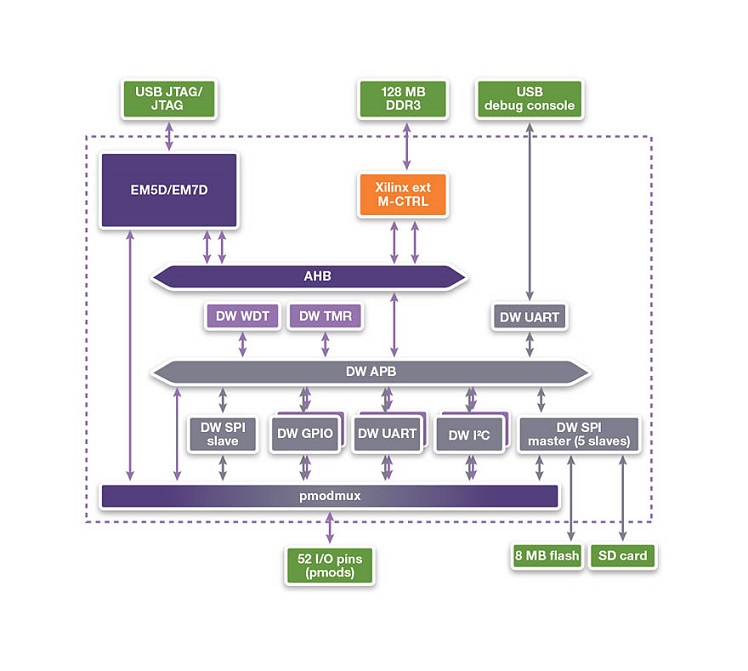 USB JTAG/
JTAG
128 MB
DDR3
USB
debug console
EM5D/EM7D
Xilinx ext
M-CTRL
AHB
DW WDT
DW TMR
DW UART
DW APB
DW SPI
slave
DW GPIO
DW UART
DW I²C
DW SPI
master (5 slaves)
pmodmux
52 I/O pins
(pmods)
8 MB flash
SD card